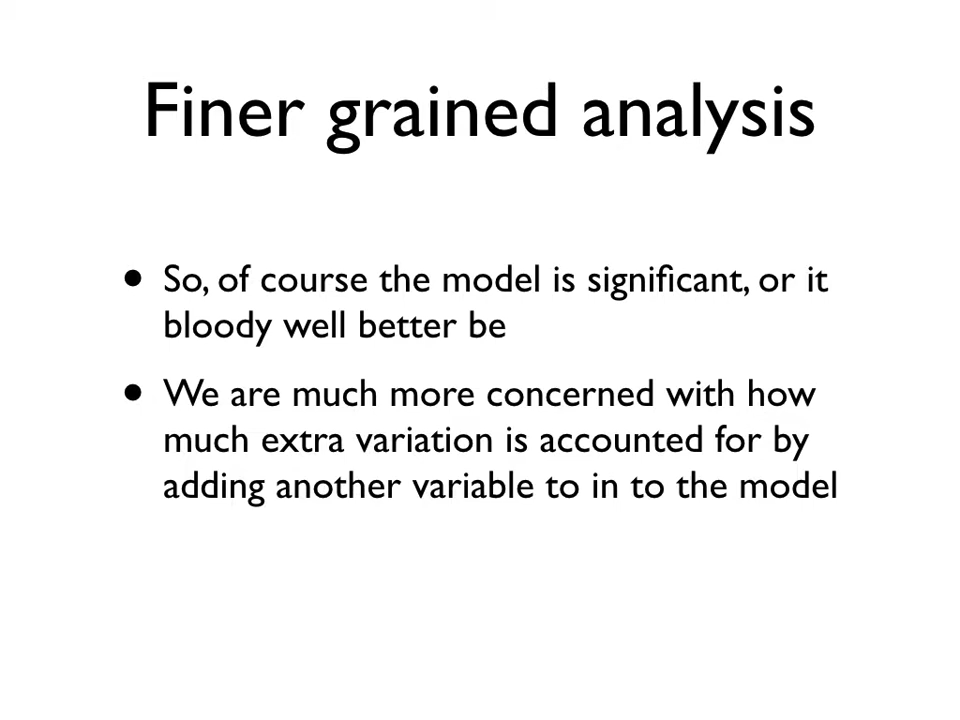 Finer grained analysis
• So, of course the model is significant, or it
bloody well better be
• We are much more concerned with how
much extra variation is accounted for by
adding another variable to in to the model